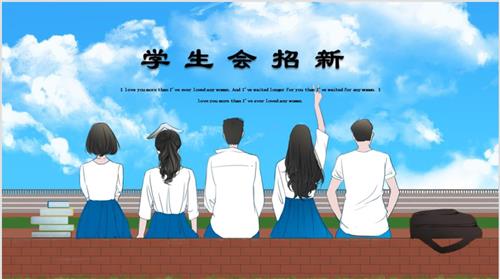 学生会招新
I love you more than I've ever loved any woman. And I've waited longer for you than I've waited for any woman. I
love you more than I've ever loved any woman.